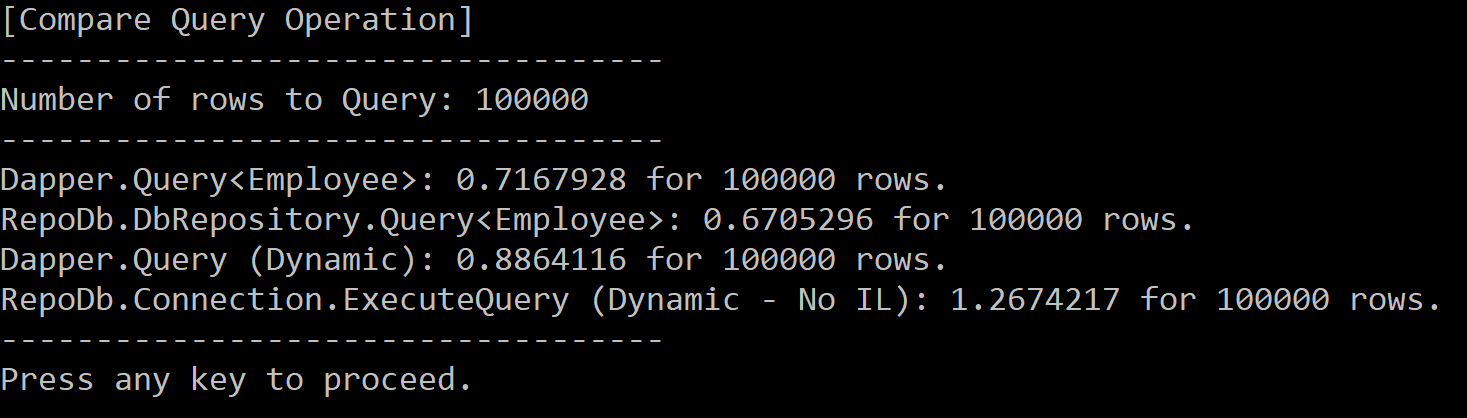 [Compare Query Operation]
-----------------------------------
Number of rows to Query: 100000
-----------------------------------
Dapper.Query<Employee>: 0.7167928 for 100000 rows.
RepoDb.DbRepository.Query<Employee>: 0.6705296 for 100000 rows.
Dapper.Query (Dynamic): 0.8864116 for 100000 rows.
RepoDb.Connection.ExecuteQuery (Dynamic - No IL): 1.2674217 for 100000 rows.
-----------------------------------
Press any key to proceed.